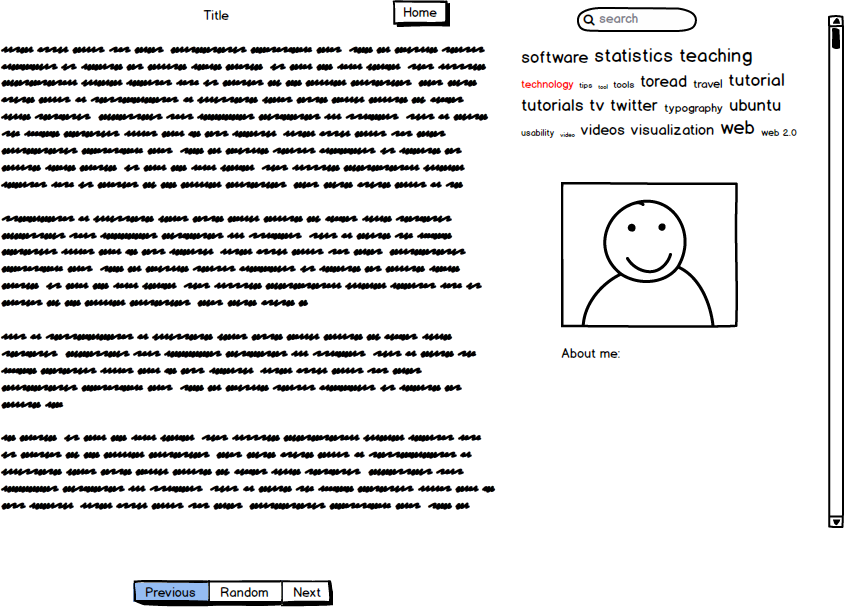 Title
Home
search
software statistics teaching
technology tips tool tools toread travel tutorial
tutorials tv twitter typography ubuntu
usability video videos visualization web web 2.0
About me:
Previous Random Next